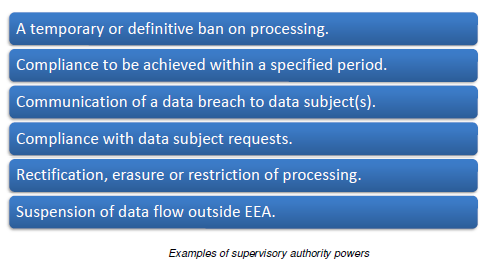 A temporary or definitive ban on processing.
Compliance to be achieved within a specified period.
Communication of a data breach to data subject(s).
Compliance with data subject requests.
Rectification, erasure or restriction of processing.
Suspension of data flow outside EEA.
Examples of supervisory authority powers